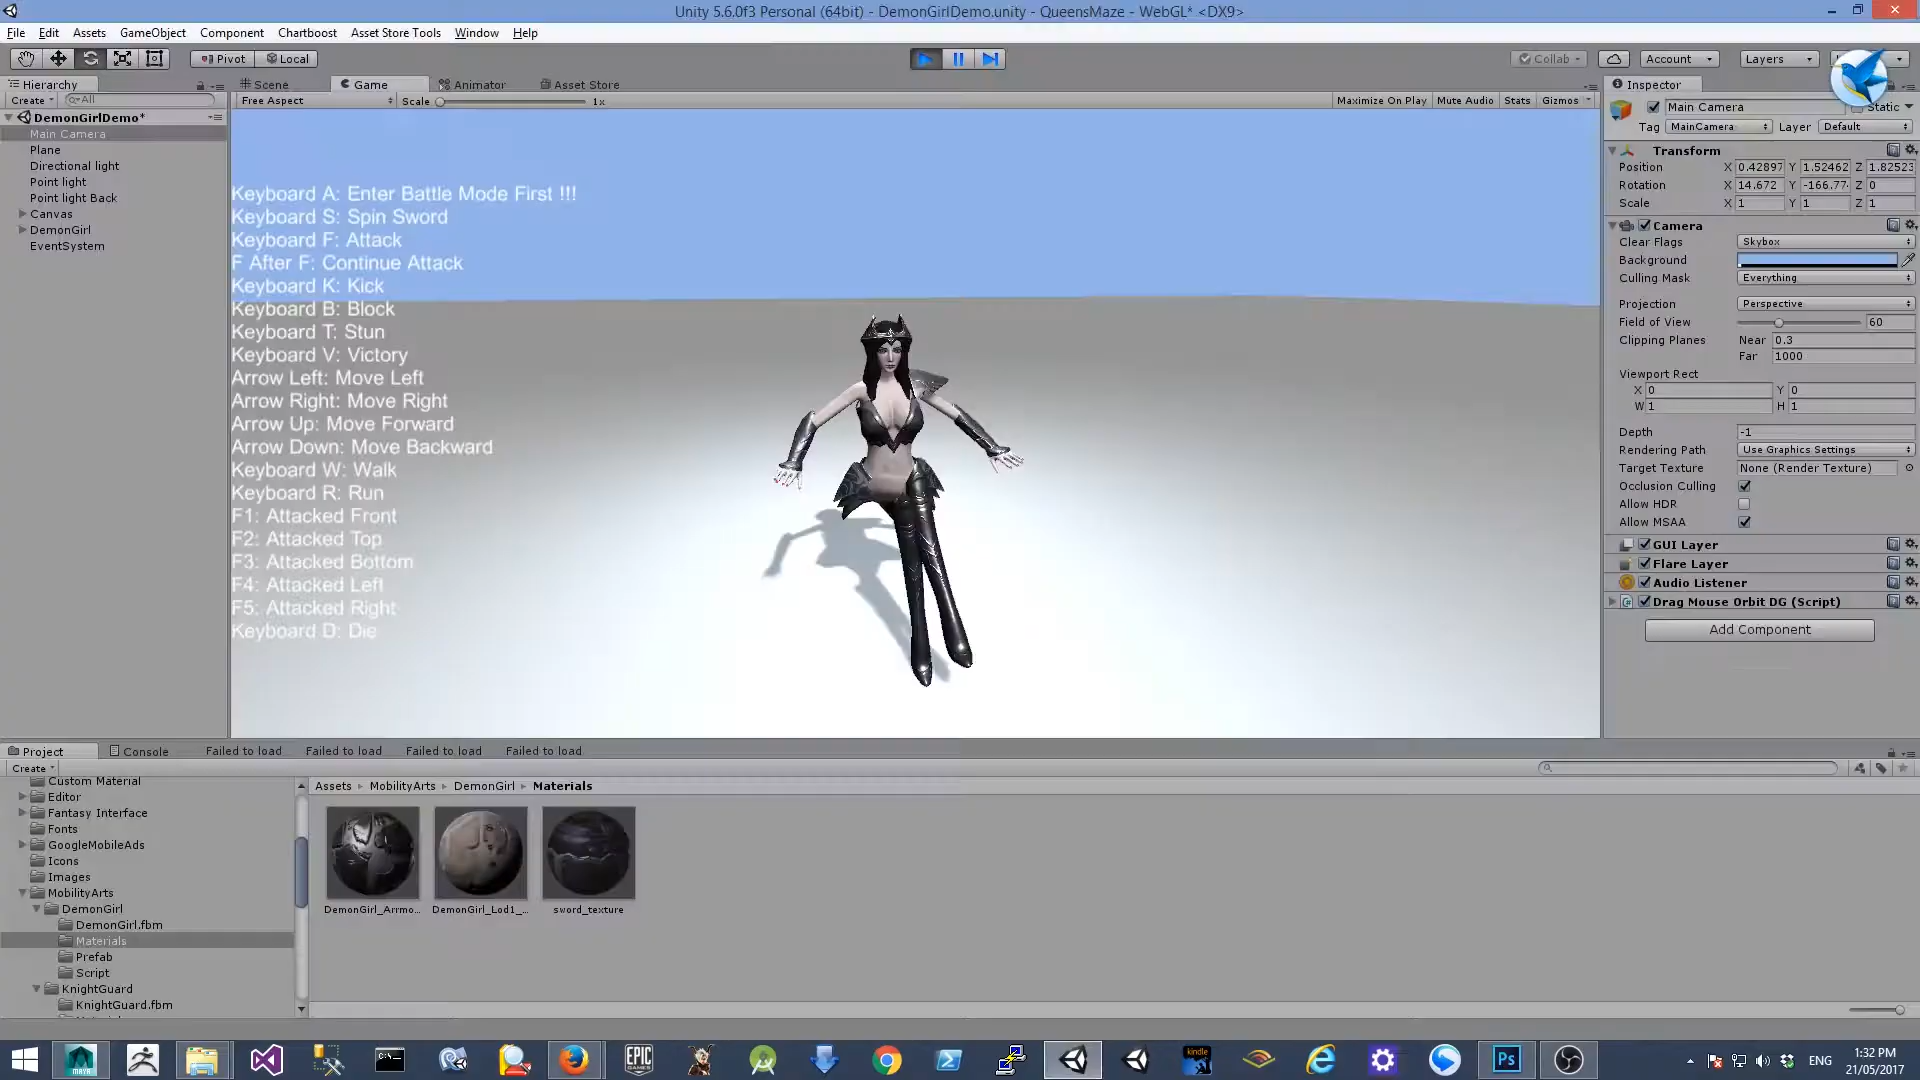 Unity 5.6.0f3 Personal (64bit) - DemonGirlDemo.unity - QueensMaze - WebGL* <DX9>
File Edit Assets GameObject Component Chartboost Asset Store Tools Window Help
Pivot Local Collab Account Layers
Hierarchy Scene Game Animator Asset Store Inspector
Create All Free Aspect Scale 1x Maximize On Play Mute Audio Stats Gizmos
DemonGirlDemo*
Main Camera
Plane
Directional light
Point light
Point light Back
Canvas
DemonGirl
EventSystem
Keyboard A: Enter Battle Mode First !!!
Keyboard S: Spin Sword
Keyboard F: Attack
F After F: Continue Attack
Keyboard K: Kick
Keyboard B: Block
Keyboard T: Stun
Keyboard V: Victory
Arrow Left: Move Left
Arrow Right: Move Right
Arrow Up: Move Forward
Arrow Down: Move Backward
Keyboard W: Walk
Keyboard R: Run
F1: Attacked Front
F2: Attacked Top
F3: Attacked Bottom
F4: Attacked Left
F5: Attacked Right
Keyboard D: Die
Main Camera Static
Tag MainCamera Layer Default
Transform
Position X 0.42897 Y 1.52462 Z 1.82523
Rotation X 14.672 Y -166.77 Z 0
Scale X 1 Y 1 Z 1
Camera
Clear Flags Skybox
Background
Culling Mask Everything
Projection Perspective
Field of View 60
Clipping Planes Near 0.3
Far 1000
Viewport Rect
X 0 Y 0
W 1 H 1
Depth -1
Rendering Path Use Graphics Settings
Target Texture None (Render Texture)
Occlusion Culling
Allow HDR
Allow MSAA
GUI Layer
Flare Layer
Audio Listener
Drag Mouse Orbit DG (Script)
Add Component
Project Console Failed to load Failed to load Failed to load Failed to load
Create
Custom Material
Editor
Fantasy Interface
Fonts
GoogleMobileAds
Icons
Images
MobilityArts
DemonGirl
DemonGirl.fbm
Materials
Prefab
Script
KnightGuard
KnightGuard.fbm
Assets MobilityArts DemonGirl Materials
DemonGirl_Arrmo... DemonGirl_Lod1_... sword_texture
MAYA EPIC GAMES kindle Ps
ENG 1:32 PM
21/05/2017